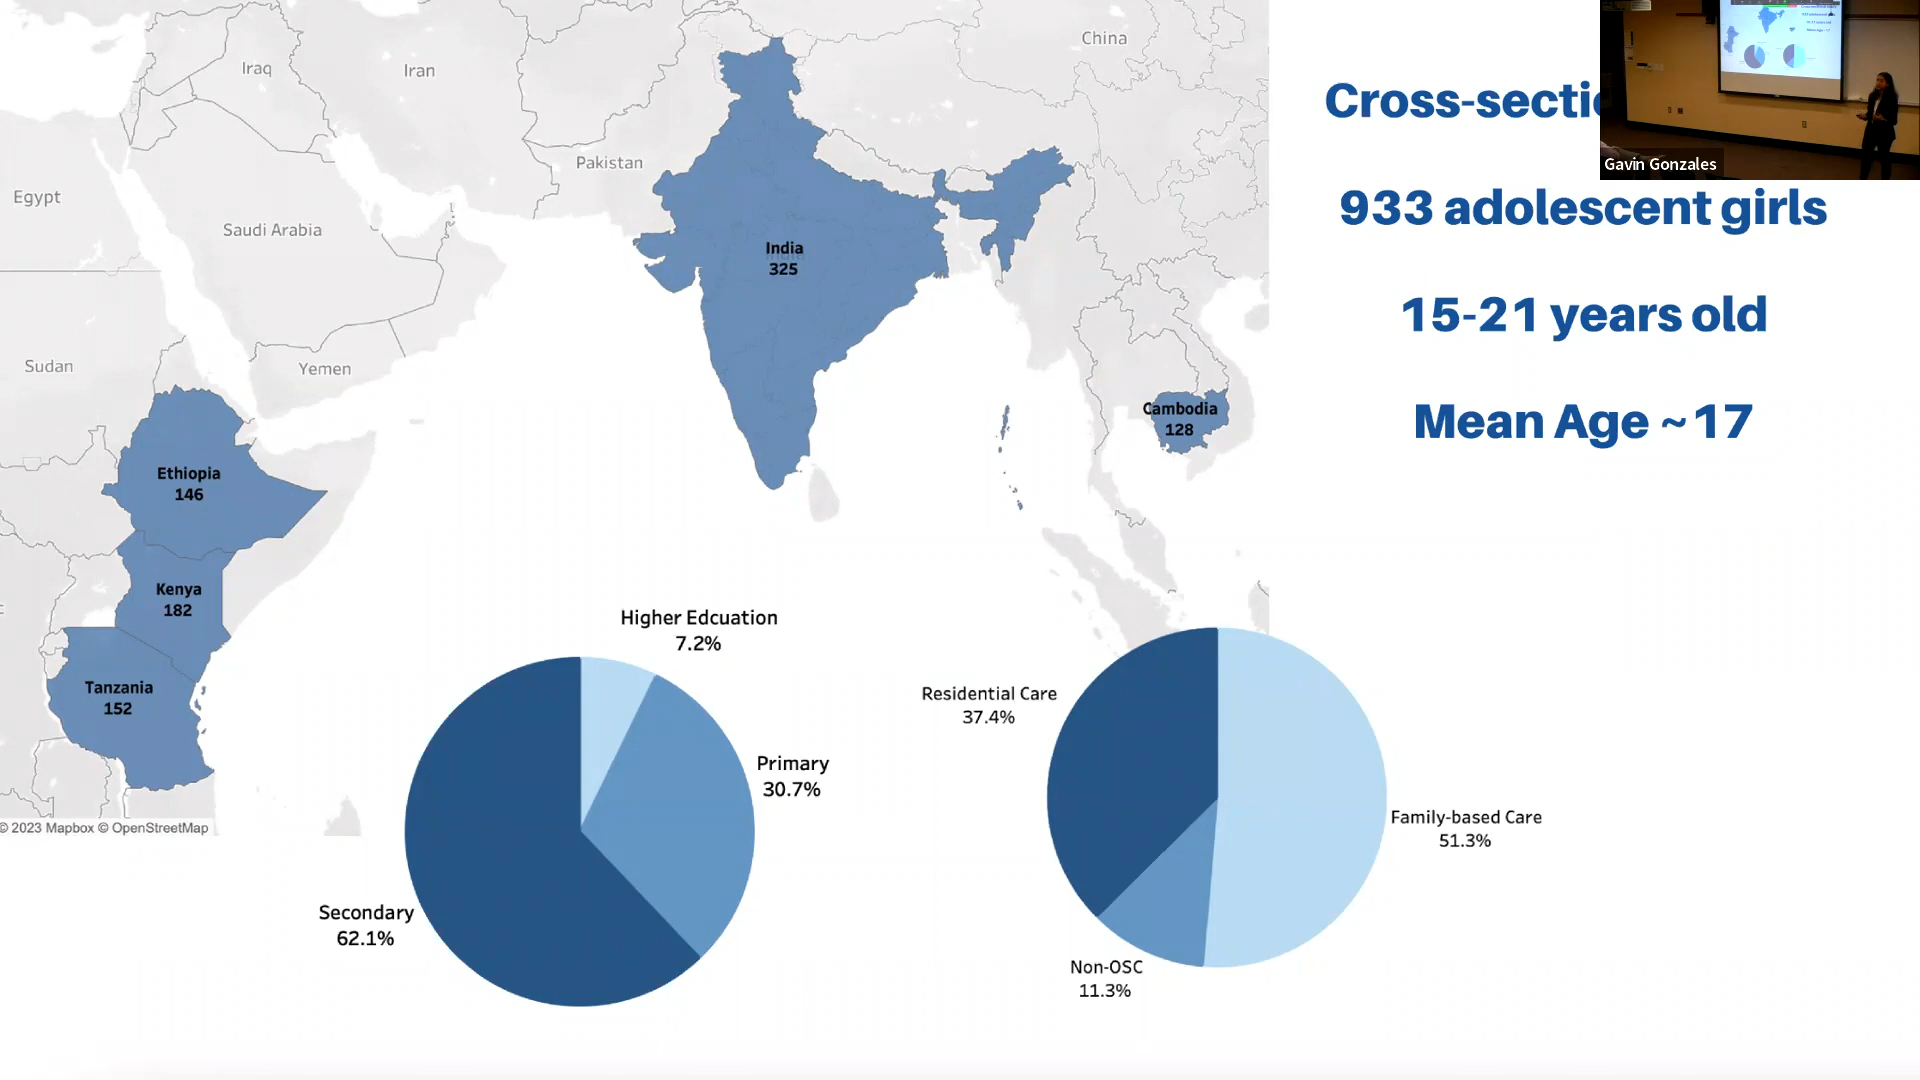 China
Iraq
Iran
Pakistan
Egypt
Saudi Arabia
Sudan
Yemen
India
325
Cambodia
128
Ethiopia
146
Kenya
182
Tanzania
152
© 2023 Mapbox © OpenStreetMap
Gavin Gonzales
933 adolescent girls
15-21 years old
Mean Age ~17
Higher Edcuation
7.2%
Primary
30.7%
Secondary
62.1%
Residential Care
37.4%
Family-based Care
51.3%
Non-OSC
11.3%